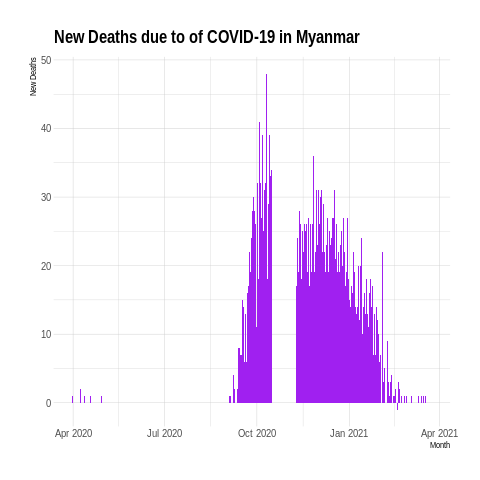 New Deaths due to of COVID-19 in Myanmar
New Deaths
50
40
30
20
10
0
Apr 2020 Jul 2020 Oct 2020 Jan 2021 Apr 2021
Month